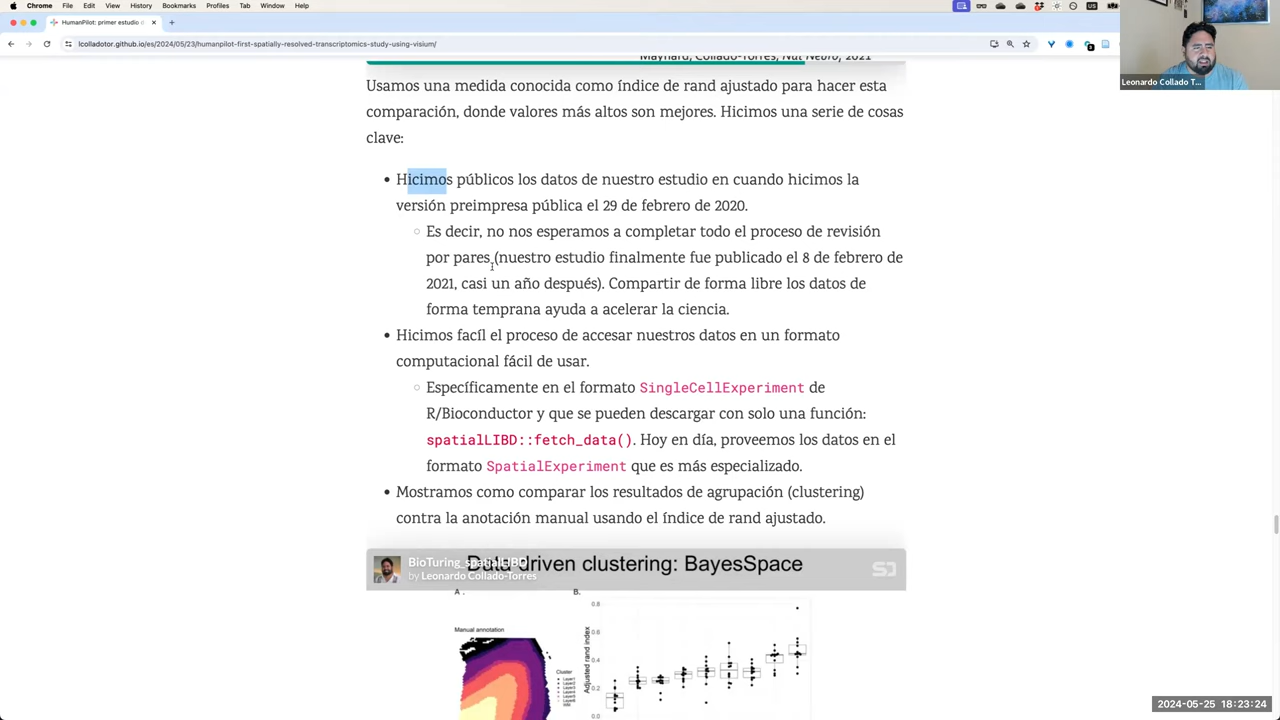 Chrome File Edit View History Bookmarks Profiles Tab Window Help
HumanPilot: primer estudio d
lcolladotor.github.io/es/2024/05/23/humanpilot-first-spatially-resolved-transcriptomics-study-using-visium/
Leonardo Collado T...
Maynard, Collado-Torres, Nat Neuro, 2021
Usamos una medida conocida como índice de rand ajustado para hacer esta
comparación, donde valores más altos son mejores. Hicimos una serie de cosas
clave:
• Hicimos públicos los datos de nuestro estudio en cuando hicimos la
versión preimpresa pública el 29 de febrero de 2020.
○ Es decir, no nos esperamos a completar todo el proceso de revisión
por pares (nuestro estudio finalmente fue publicado el 8 de febrero de
2021, casi un año después). Compartir de forma libre los datos de
forma temprana ayuda a acelerar la ciencia.
• Hicimos facíl el proceso de accesar nuestros datos en un formato
computacional fácil de usar.
○ Específicamente en el formato SingleCellExperiment de
R/Bioconductor y que se pueden descargar con solo una función:
spatialLIBD::fetch_data(). Hoy en día, proveemos los datos en el
formato SpatialExperiment que es más especializado.
• Mostramos como comparar los resultados de agrupación (clustering)
contra la anotación manual usando el índice de rand ajustado.
BioTuring_spatialLIBD
by Leonardo Collado-Torres
Data driven clustering: BayesSpace
A. B.
Manual annotation
Cluster
Adjusted rand index
0.8
0.6
0.4
0.2
0.0
2024-05-25 18:23:24